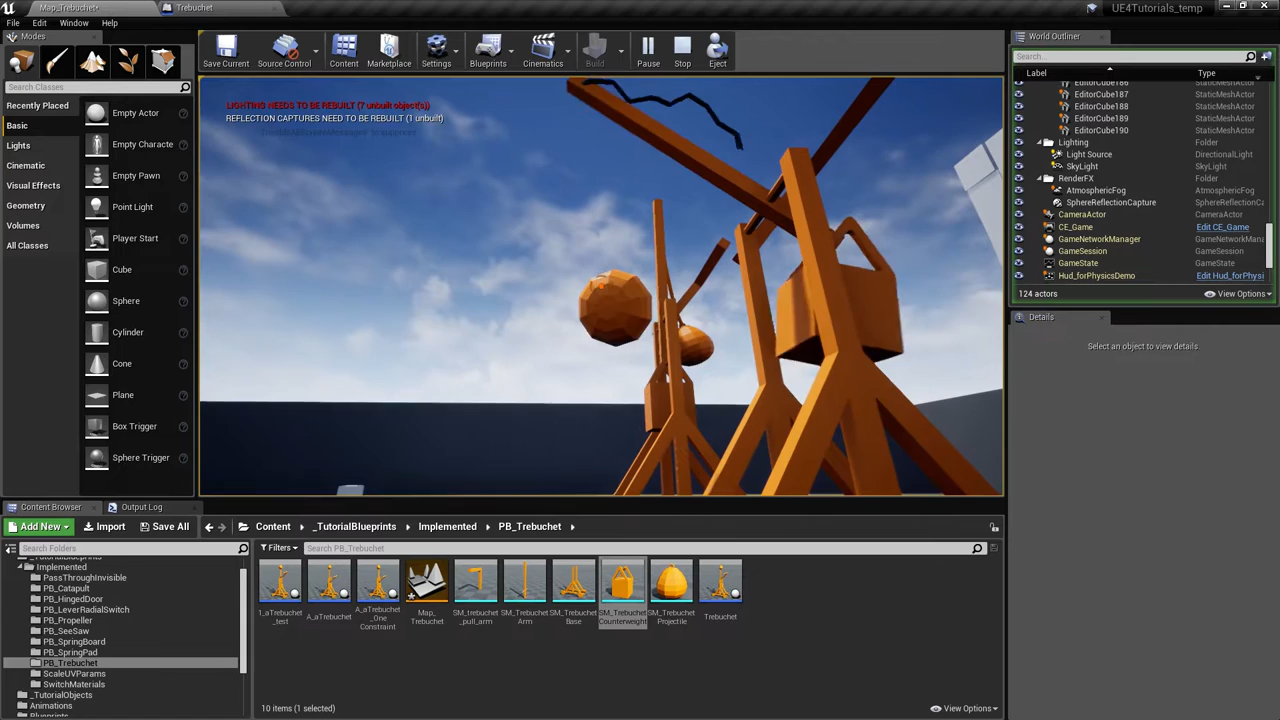 Map_Trebuchet*
Trebuchet
UE4Tutorials_temp
File Edit Window Help
Modes
Search Classes
Recently Placed
Basic
Lights
Cinematic
Visual Effects
Geometry
Volumes
All Classes
Empty Actor
Empty Characte
Empty Pawn
Point Light
Player Start
Cube
Sphere
Cylinder
Cone
Plane
Box Trigger
Sphere Trigger
Save Current Source Control Content Marketplace Settings Blueprints Cinematics Build Pause Stop Eject
LIGHTING NEEDS TO BE REBUILT (7 unbuilt object(s))
REFLECTION CAPTURES NEED TO BE REBUILT (1 unbuilt)
World Outliner
Search...
Label Type
EditorCube186 StaticMeshActor
EditorCube187 StaticMeshActor
EditorCube188 StaticMeshActor
EditorCube189 StaticMeshActor
EditorCube190 StaticMeshActor
Lighting Folder
Light Source DirectionalLight
SkyLight SkyLight
RenderFX Folder
AtmosphericFog AtmosphericFog
SphereReflectionCapture SphereReflectionCa
CameraActor CameraActor
CE_Game Edit CE_Game
GameNetworkManager GameNetworkMana
GameSession GameSession
GameState GameState
Hud_forPhysicsDemo Edit Hud_forPhysi
124 actors
View Options
Details
Select an object to view details.
Content Browser
Output Log
Add New Import Save All Content _TutorialBlueprints Implemented PB_Trebuchet
Search Folders
_TutorialBlueprints
Implemented
PassThroughInvisible
PB_Catapult
PB_HingedDoor
PB_LeverRadialSwitch
PB_Propeller
PB_SeeSaw
PB_SpringBoard
PB_SpringPad
PB_Trebuchet
ScaleUVParams
SwitchMaterials
_TutorialObjects
Animations
Blueprints
Filters
Search PB_Trebuchet
1_aTrebuchet
_test
A_aTrebuchet
A_aTrebuchet
_One
Constraint
Map_
Trebuchet
SM_trebuchet
_pull_arm
SM_Trebuchet
Arm
SM_Trebuchet
Base
SM_Trebuchet
Counterweight
SM_Trebuchet
Projectile
Trebuchet
10 items (1 selected)
View Options